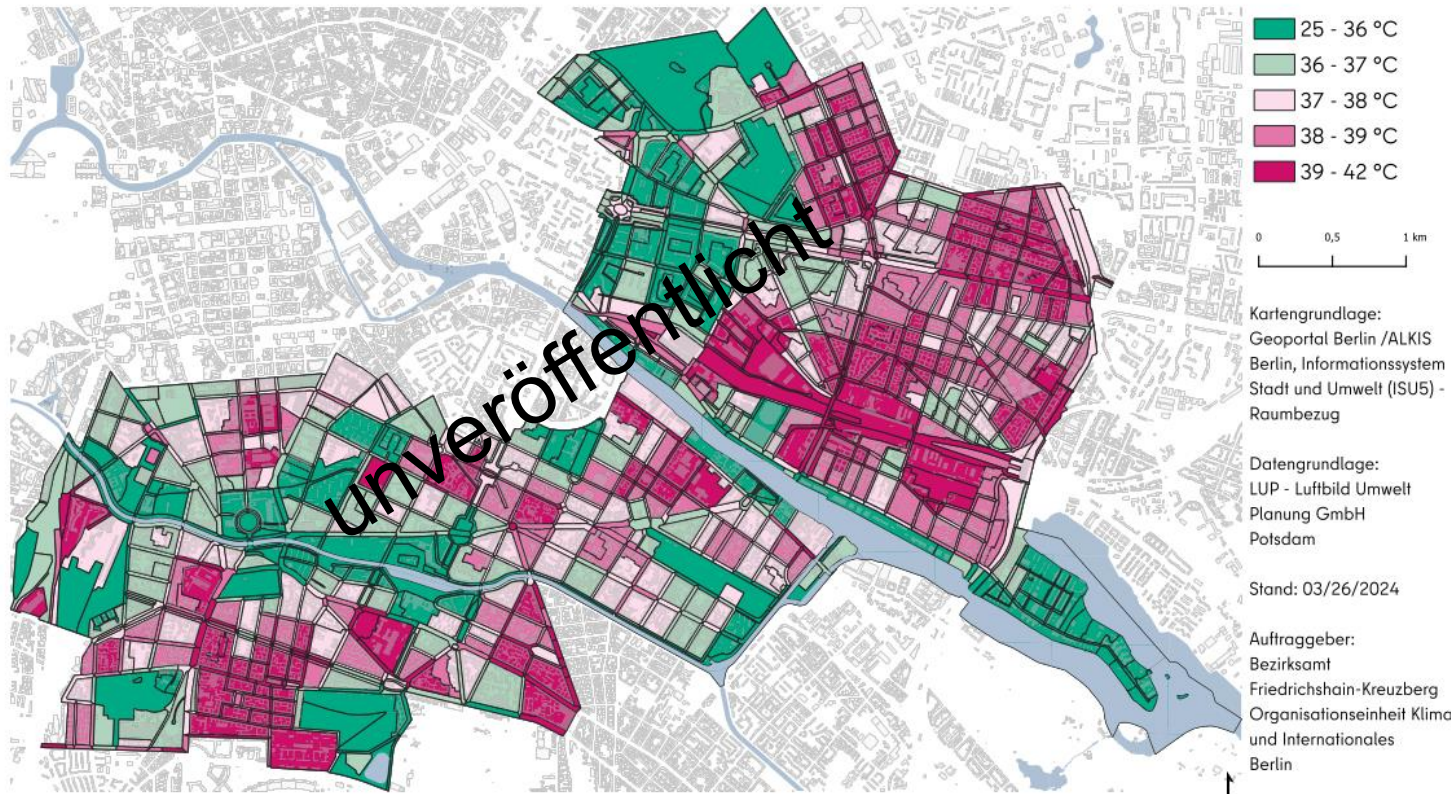 25 - 36 °C
36 - 37 °C
37 - 38 °C
38 - 39 °C
39 - 42 °C
0 0,5 1 km
Kartengrundlage:
Geoportal Berlin /ALKIS
Berlin, Informationssystem
Stadt und Umwelt (ISU5) -
Raumbezug
Datengrundlage:
LUP - Luftbild Umwelt
Planung GmbH
Potsdam
Stand: 03/26/2024
Auftraggeber:
Bezirksamt
Friedrichshain-Kreuzberg
Organisationseinheit Klima
und Internationales
Berlin
unveröffentlicht